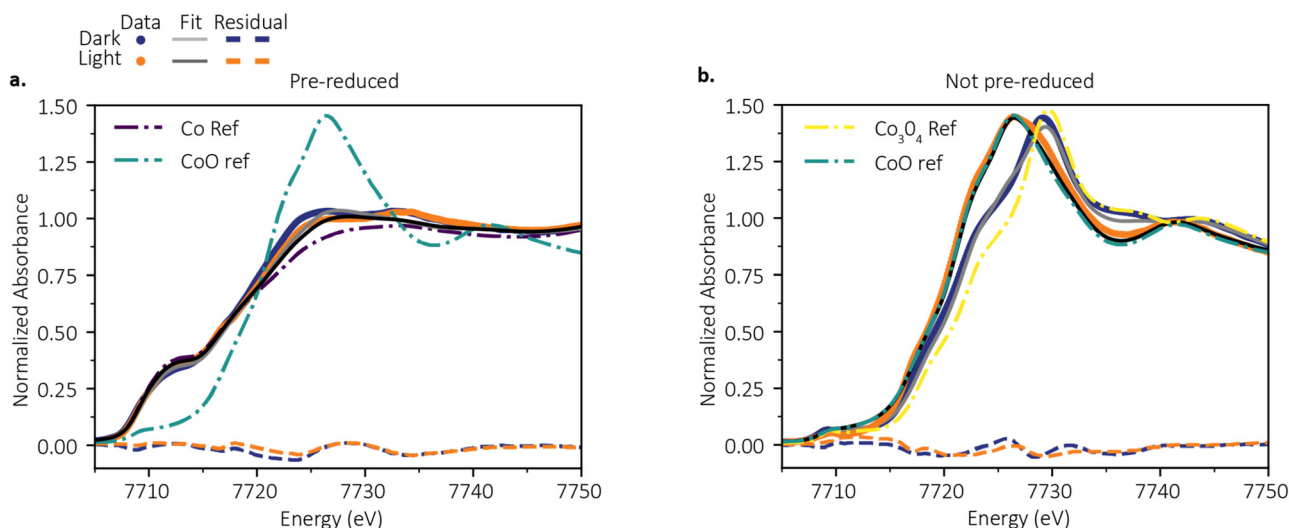 Data Fit Residual
Dark
Light
a.
Pre-reduced
Co Ref
CoO ref
Normalized Absorbance
1.50
1.25
1.00
0.75
0.50
0.25
0.00
7710 7720 7730 7740 7750
Energy (eV)
b.
Not pre-reduced
Co₃0₄ Ref
CoO ref
Normalized Absorbance
1.50
1.25
1.00
0.75
0.50
0.25
0.00
7710 7720 7730 7740 7750
Energy (eV)